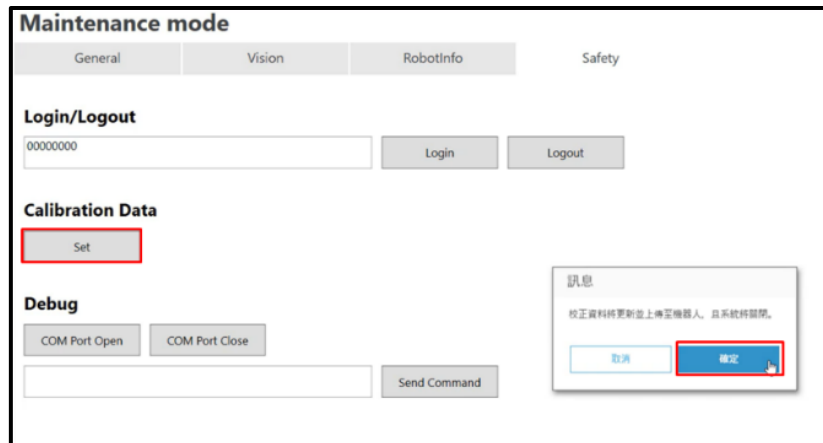 Maintenance mode
General Vision RobotInfo Safety
Login/Logout
00000000 Login Logout
Calibration Data
Set
訊息
校正資料將更新並上傳至機器人，且系統將關閉。
取消 確定
Debug
COM Port Open COM Port Close
Send Command